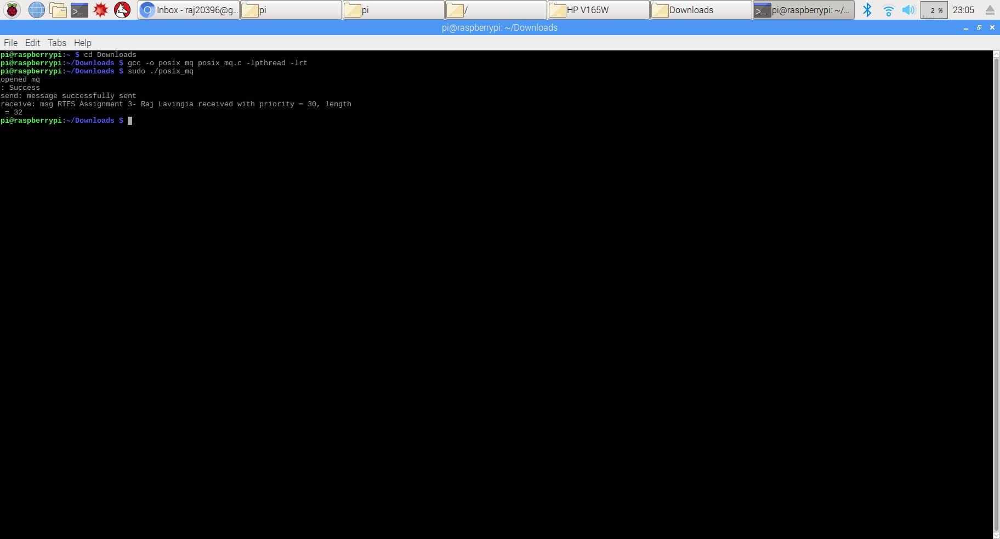 Inbox - raj20396@g... pi pi / HP V165W Downloads pi@raspberrypi: ~/... 2 % 23:05
pi@raspberrypi: ~/Downloads
File Edit Tabs Help
pi@raspberrypi:~ $ cd Downloads
pi@raspberrypi:~/Downloads $ gcc -o posix_mq posix_mq.c -lpthread -lrt
pi@raspberrypi:~/Downloads $ sudo ./posix_mq
opened mq
: Success
send: message successfully sent
receive: msg RTES Assignment 3- Raj Lavingia received with priority = 30, length
 = 32
pi@raspberrypi:~/Downloads $